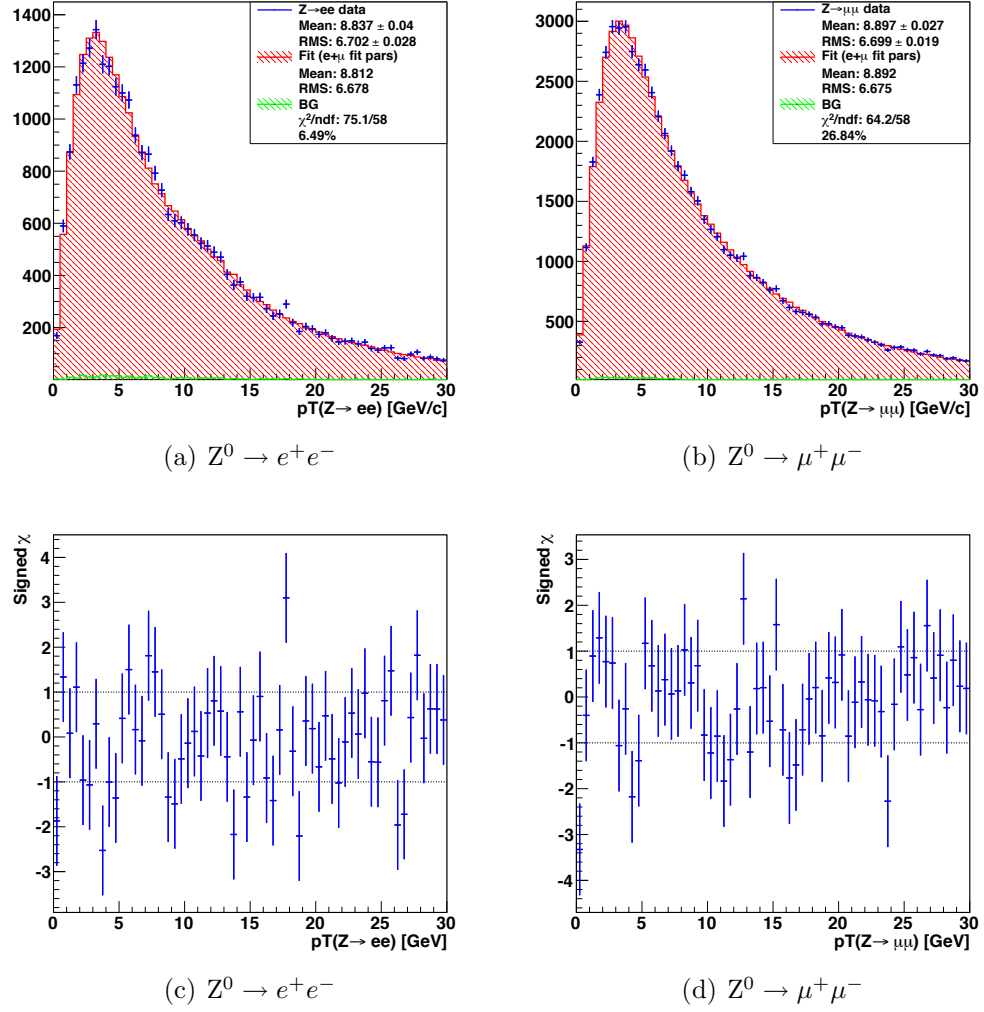 Z→ee data
Mean: 8.837 ± 0.04
RMS: 6.702 ± 0.028
Fit (e+μ fit pars)
Mean: 8.812
RMS: 6.678
BG
χ²/ndf: 75.1/58
6.49%
1400
1200
1000
800
600
400
200
0 5 10 15 20 25 30
pT(Z→ ee) [GeV/c]
(a) Z⁰ → e⁺e⁻
Z→μμ data
Mean: 8.897 ± 0.027
RMS: 6.699 ± 0.019
Fit (e+μ fit pars)
Mean: 8.892
RMS: 6.675
BG
χ²/ndf: 64.2/58
26.84%
3000
2500
2000
1500
1000
500
0 5 10 15 20 25 30
pT(Z→ μμ) [GeV/c]
(b) Z⁰ → μ⁺μ⁻
Signed χ
4
3
2
1
0
-1
-2
-3
0 5 10 15 20 25 30
pT(Z→ ee) [GeV]
(c) Z⁰ → e⁺e⁻
Signed χ
3
2
1
0
-1
-2
-3
-4
0 5 10 15 20 25 30
pT(Z→ μμ) [GeV]
(d) Z⁰ → μ⁺μ⁻